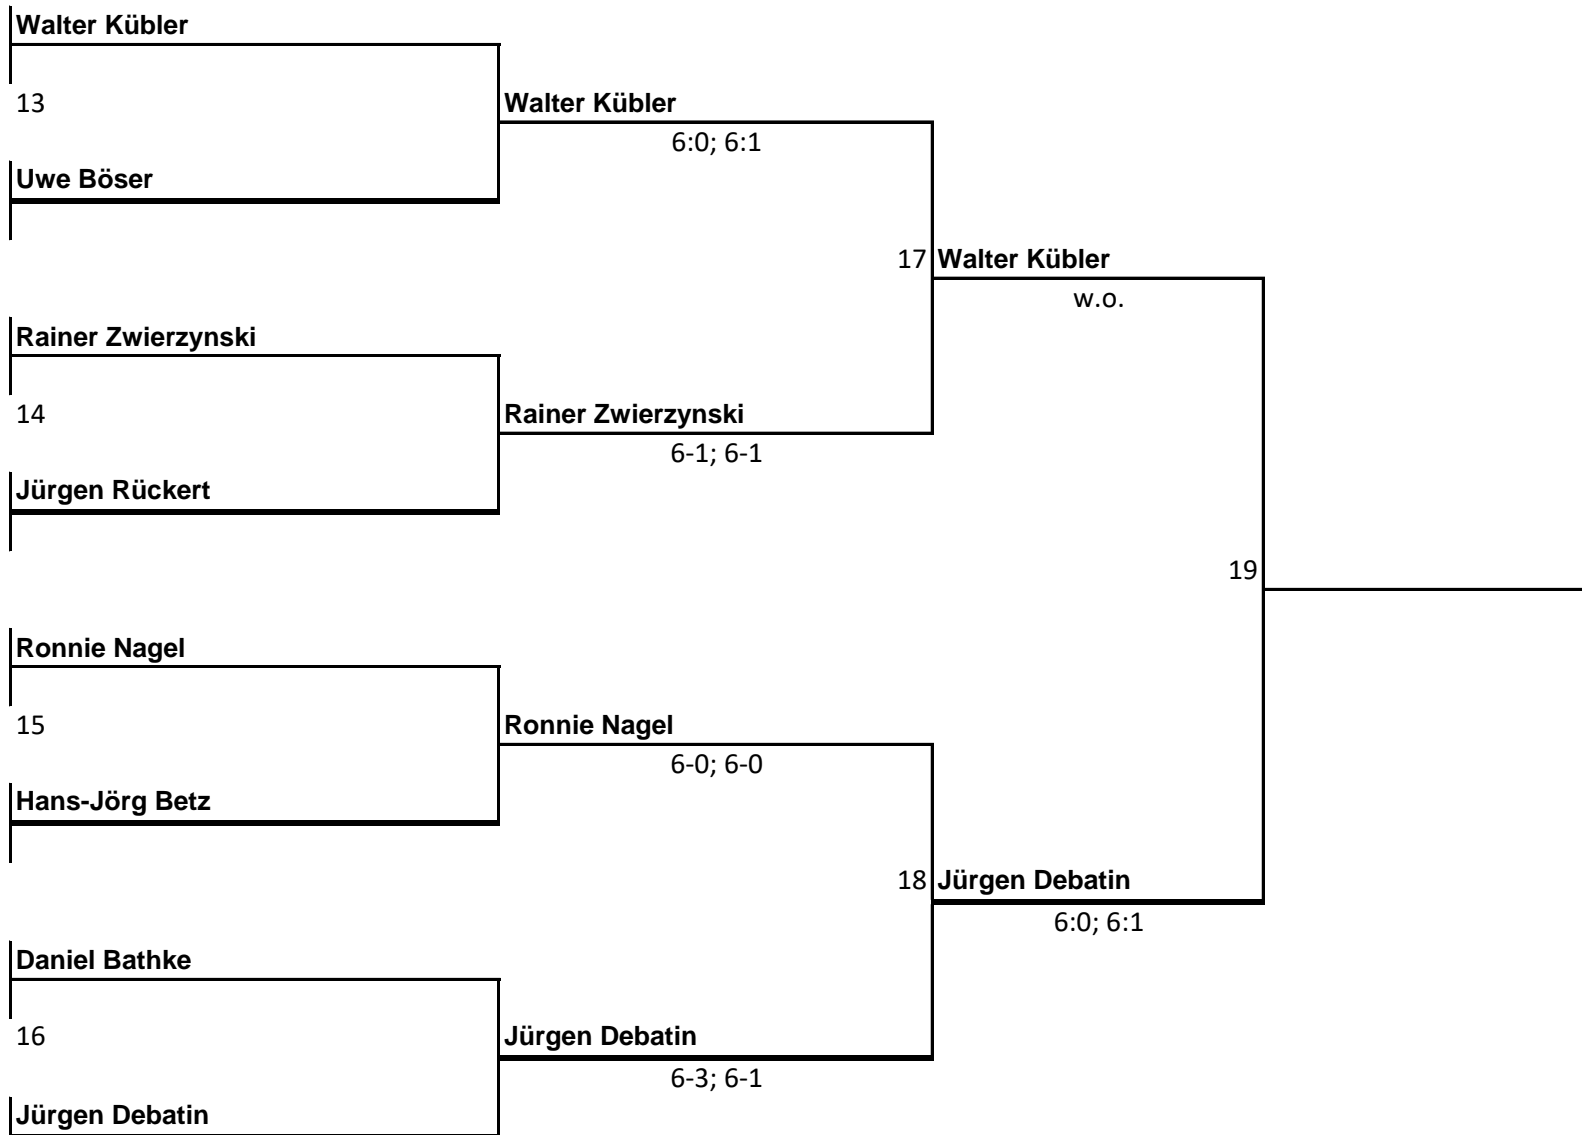 Walter Kübler
13
Walter Kübler
6:0; 6:1
Uwe Böser
17 Walter Kübler
w.o.
Rainer Zwierzynski
14
Rainer Zwierzynski
6-1; 6-1
Jürgen Rückert
19
Ronnie Nagel
15
Ronnie Nagel
6-0; 6-0
Hans-Jörg Betz
18 Jürgen Debatin
6:0; 6:1
Daniel Bathke
16
Jürgen Debatin
6-3; 6-1
Jürgen Debatin